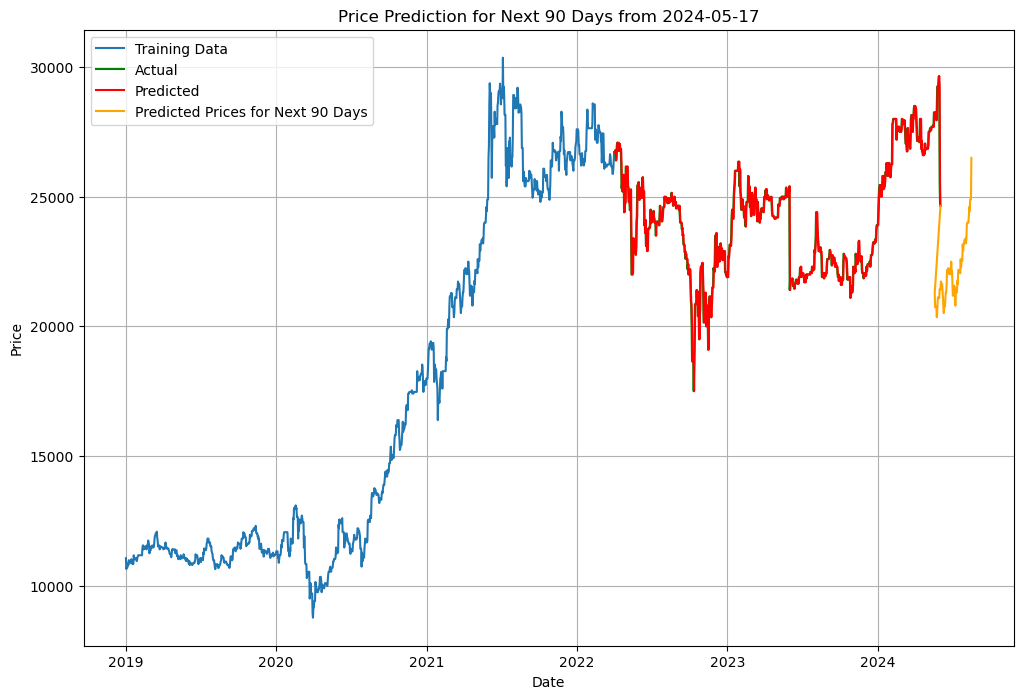 Price Prediction for Next 90 Days from 2024-05-17
Training Data
Actual
Predicted
Predicted Prices for Next 90 Days
Price
30000
25000
20000
15000
10000
2019 2020 2021 2022 2023 2024
Date